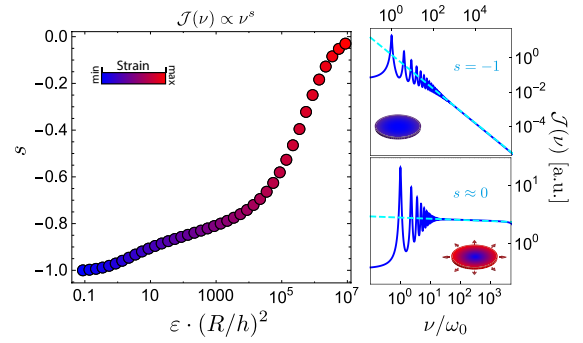 𝒥(ν) ∝ ν^s
0.0
−0.2
−0.4
−0.6
−0.8
−1.0
s
min
Strain
max
0.1
10
1000
10^5
10^7
ε · (R/h)^2
10^0
10^2
10^4
s = −1
10^0
10^−2
10^−4
𝒥(ν) [a.u.]
s ≈ 0
10^1
10^0
10^0
10^1
10^2
10^3
ν/ω_0